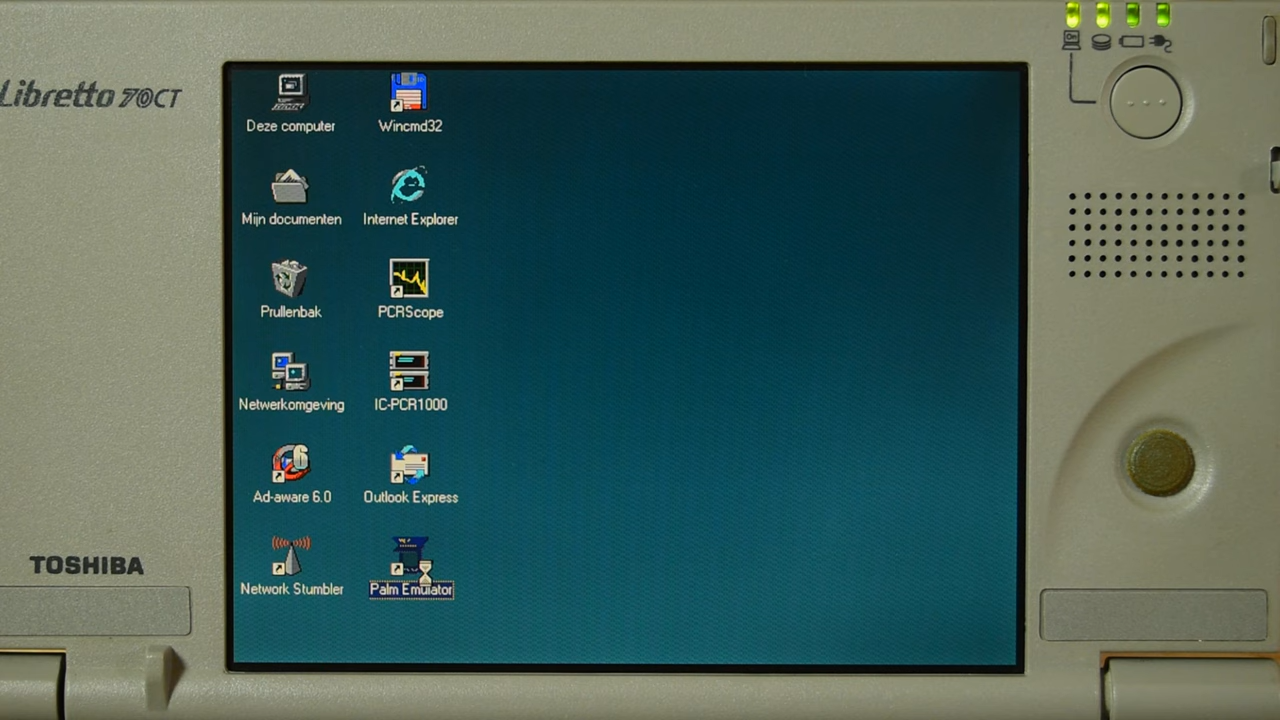 Libretto 70CT
Deze computer
Wincmd32
Mijn documenten
Internet Explorer
Prullenbak
PCRScope
Netwerkomgeving
IC-PCR1000
6
Ad-aware 6.0
Outlook Express
Network Stumbler
Palm Emulator
TOSHIBA